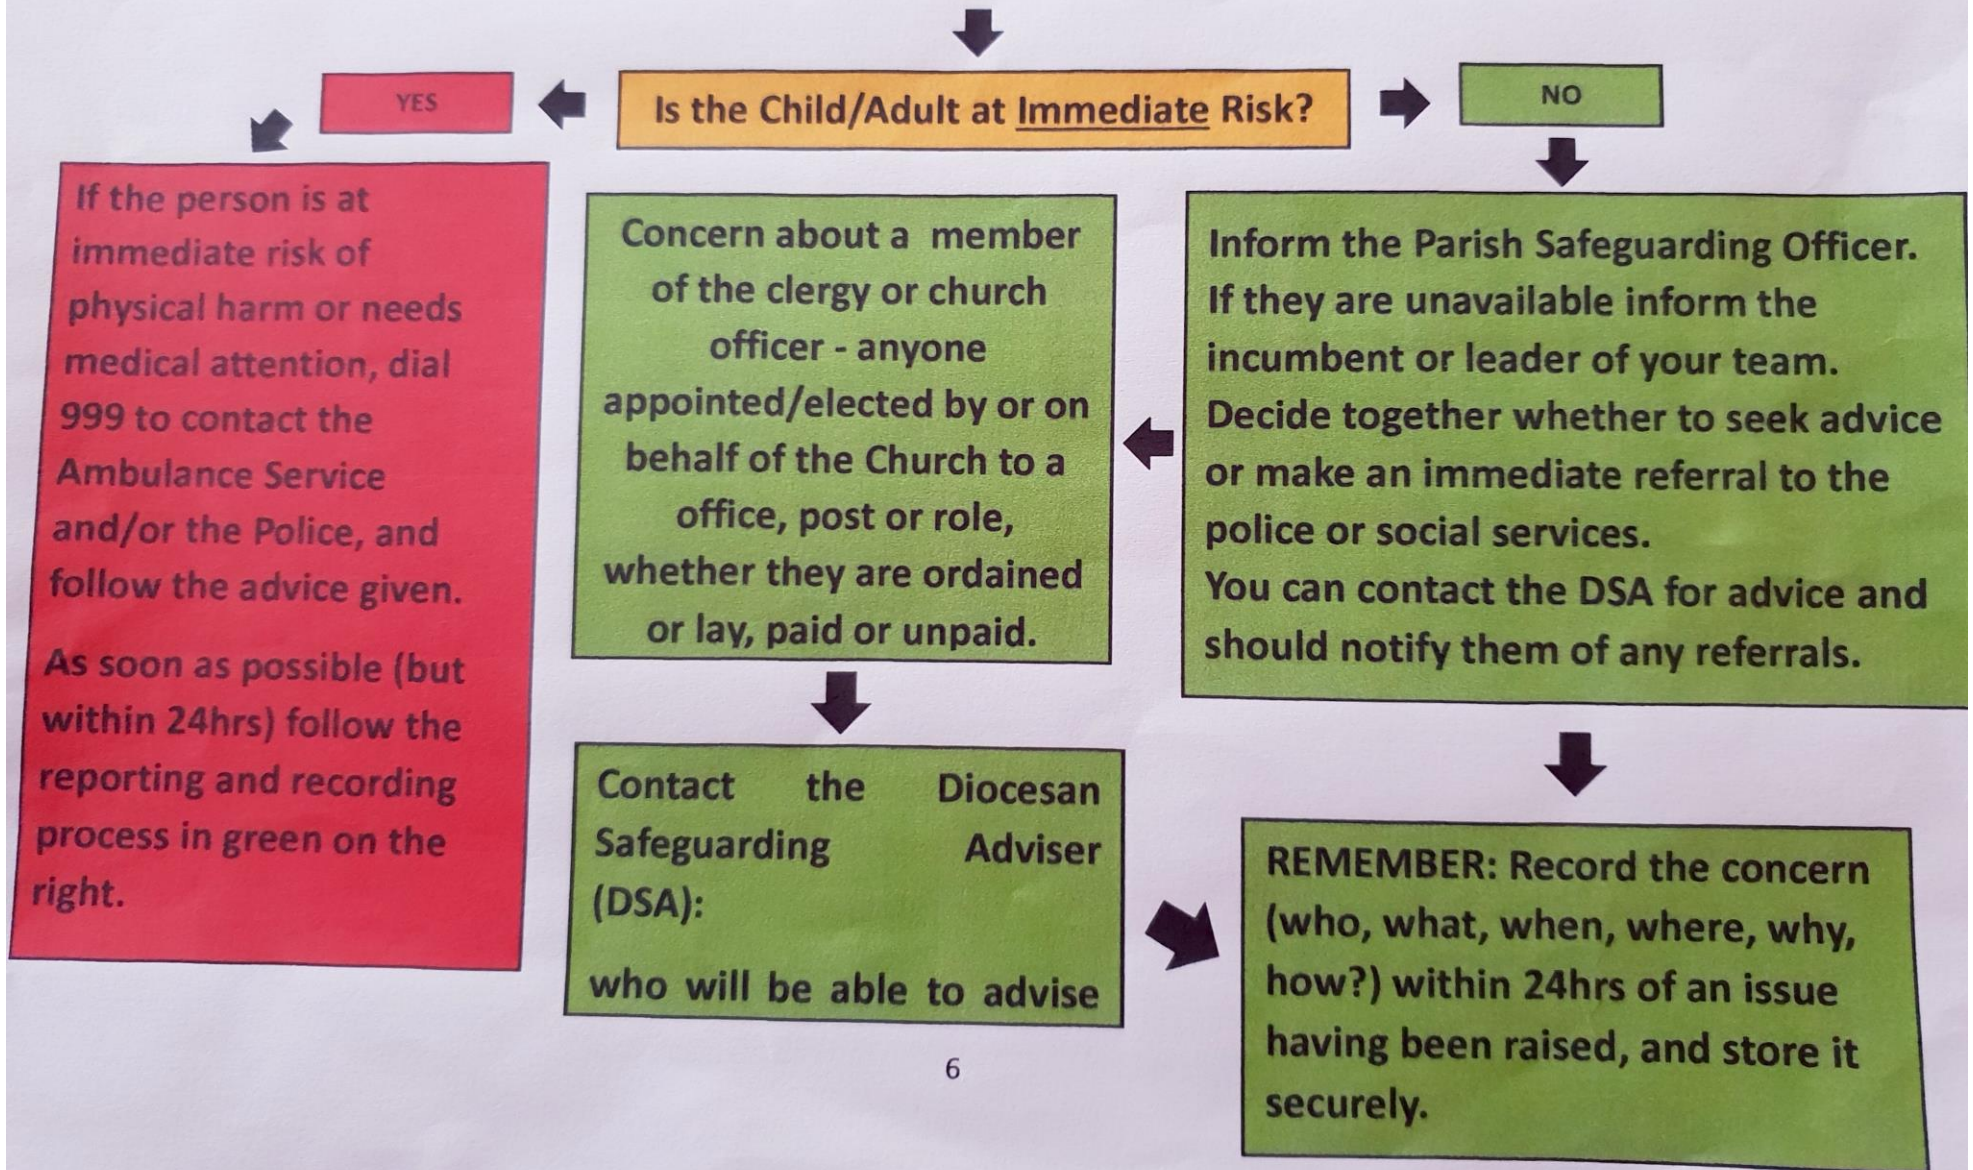 Is the Child/Adult at Immediate Risk?
YES
NO
If the person is at
immediate risk of
physical harm or needs
medical attention, dial
999 to contact the
Ambulance Service
and/or the Police, and
follow the advice given.
As soon as possible (but
within 24hrs) follow the
reporting and recording
process in green on the
right.
Inform the Parish Safeguarding Officer.
If they are unavailable inform the
incumbent or leader of your team.
Decide together whether to seek advice
or make an immediate referral to the
police or social services.
You can contact the DSA for advice and
should notify them of any referrals.
Concern about a member
of the clergy or church
officer - anyone
appointed/elected by or on
behalf of the Church to a
office, post or role,
whether they are ordained
or lay, paid or unpaid.
Contact the Diocesan
Safeguarding Adviser
(DSA):
who will be able to advise
REMEMBER: Record the concern
(who, what, when, where, why,
how?) within 24hrs of an issue
having been raised, and store it
securely.
6